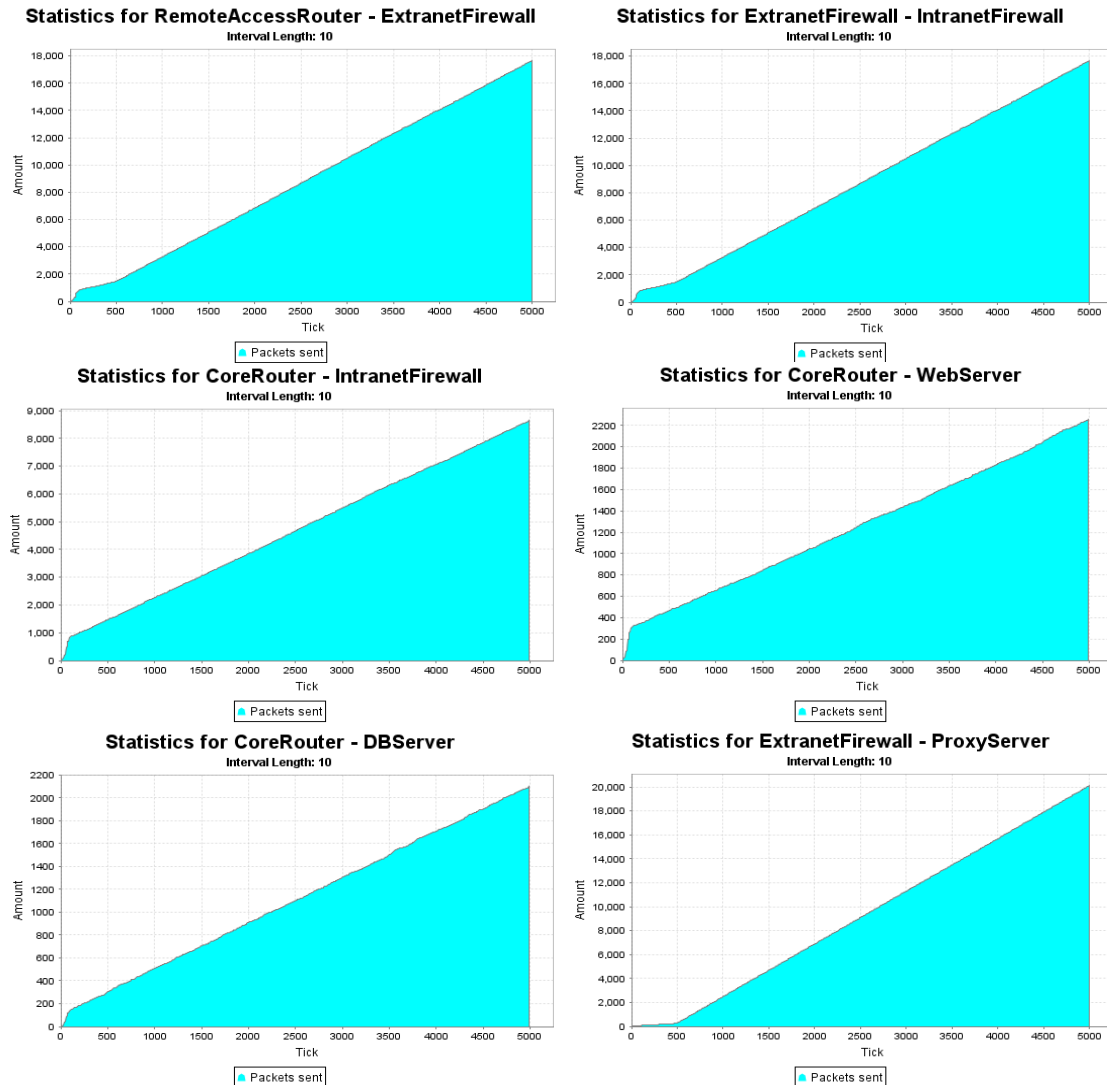 Statistics for RemoteAccessRouter - ExtranetFirewall
Interval Length: 10
18,000
16,000
14,000
12,000
10,000
8,000
6,000
4,000
2,000
0
Amount
0 500 1000 1500 2000 2500 3000 3500 4000 4500 5000
Tick
Packets sent
Statistics for ExtranetFirewall - IntranetFirewall
Interval Length: 10
18,000
16,000
14,000
12,000
10,000
8,000
6,000
4,000
2,000
0
Amount
0 500 1000 1500 2000 2500 3000 3500 4000 4500 5000
Tick
Packets sent
Statistics for CoreRouter - IntranetFirewall
Interval Length: 10
9,000
8,000
7,000
6,000
5,000
4,000
3,000
2,000
1,000
0
Amount
0 500 1000 1500 2000 2500 3000 3500 4000 4500 5000
Tick
Packets sent
Statistics for CoreRouter - WebServer
Interval Length: 10
2200
2000
1800
1600
1400
1200
1000
800
600
400
200
0
Amount
0 500 1000 1500 2000 2500 3000 3500 4000 4500 5000
Tick
Packets sent
Statistics for CoreRouter - DBServer
Interval Length: 10
2200
2000
1800
1600
1400
1200
1000
800
600
400
200
0
Amount
0 500 1000 1500 2000 2500 3000 3500 4000 4500 5000
Tick
Packets sent
Statistics for ExtranetFirewall - ProxyServer
Interval Length: 10
20,000
18,000
16,000
14,000
12,000
10,000
8,000
6,000
4,000
2,000
0
Amount
0 500 1000 1500 2000 2500 3000 3500 4000 4500 5000
Tick
Packets sent